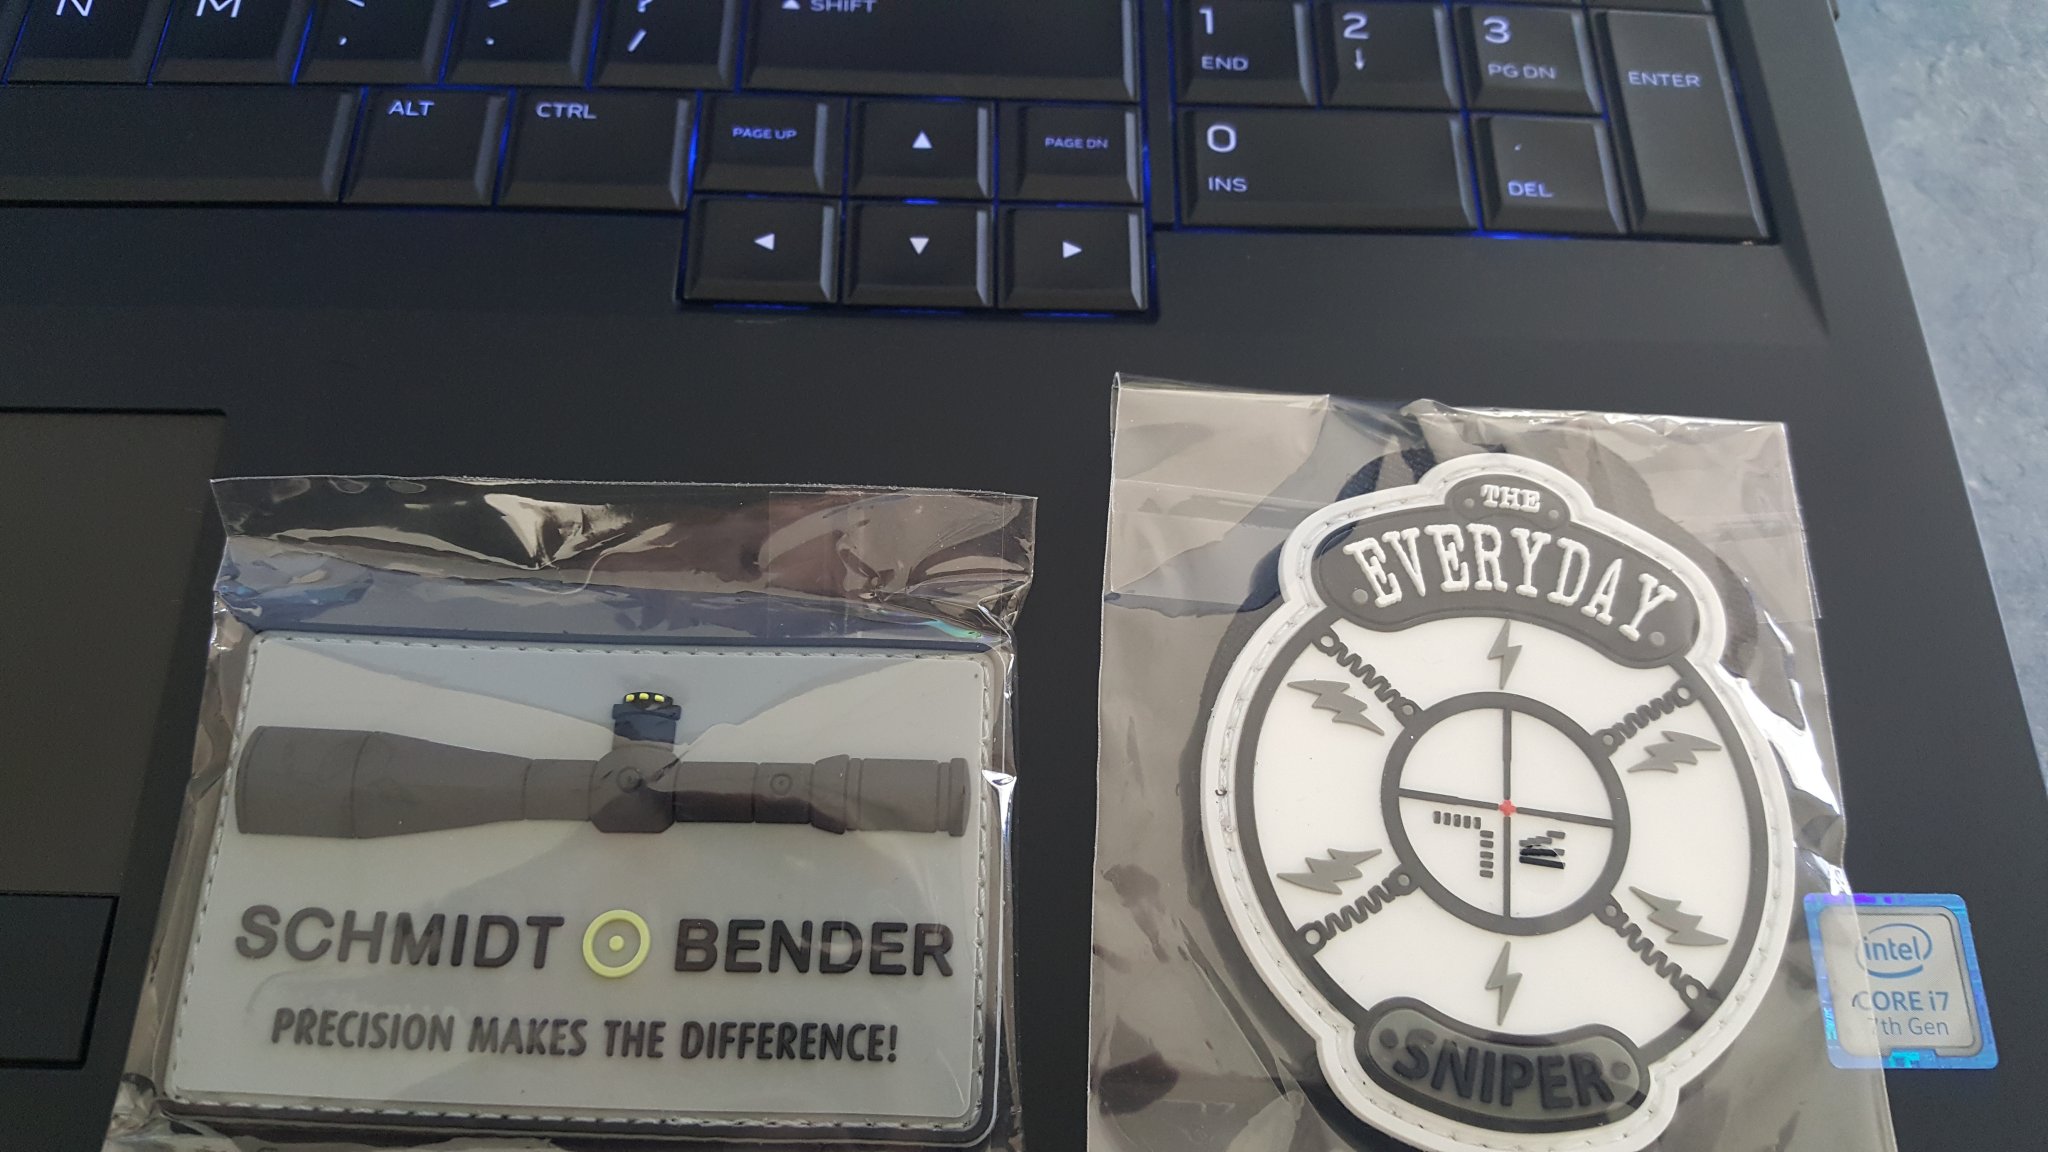 N M < , > . ? / ▲ SHIFT 1 END 2 ↓ 3 PG DN ENTER
ALT CTRL PAGE UP ▲ PAGE DN 0 INS . DEL
◄ ▼ ►
SCHMIDT BENDER
PRECISION MAKES THE DIFFERENCE!
THE
EVERYDAY
SNIPER
intel
CORE i7
7th Gen